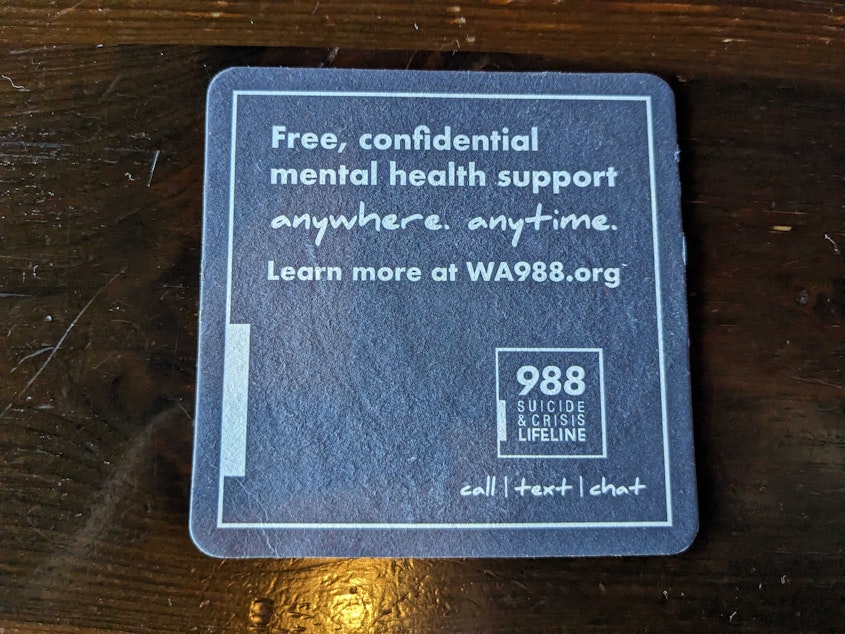 Free, confidential
mental health support
anywhere. anytime.
Learn more at WA988.org
988
SUICIDE
& CRISIS
LIFELINE
call | text | chat